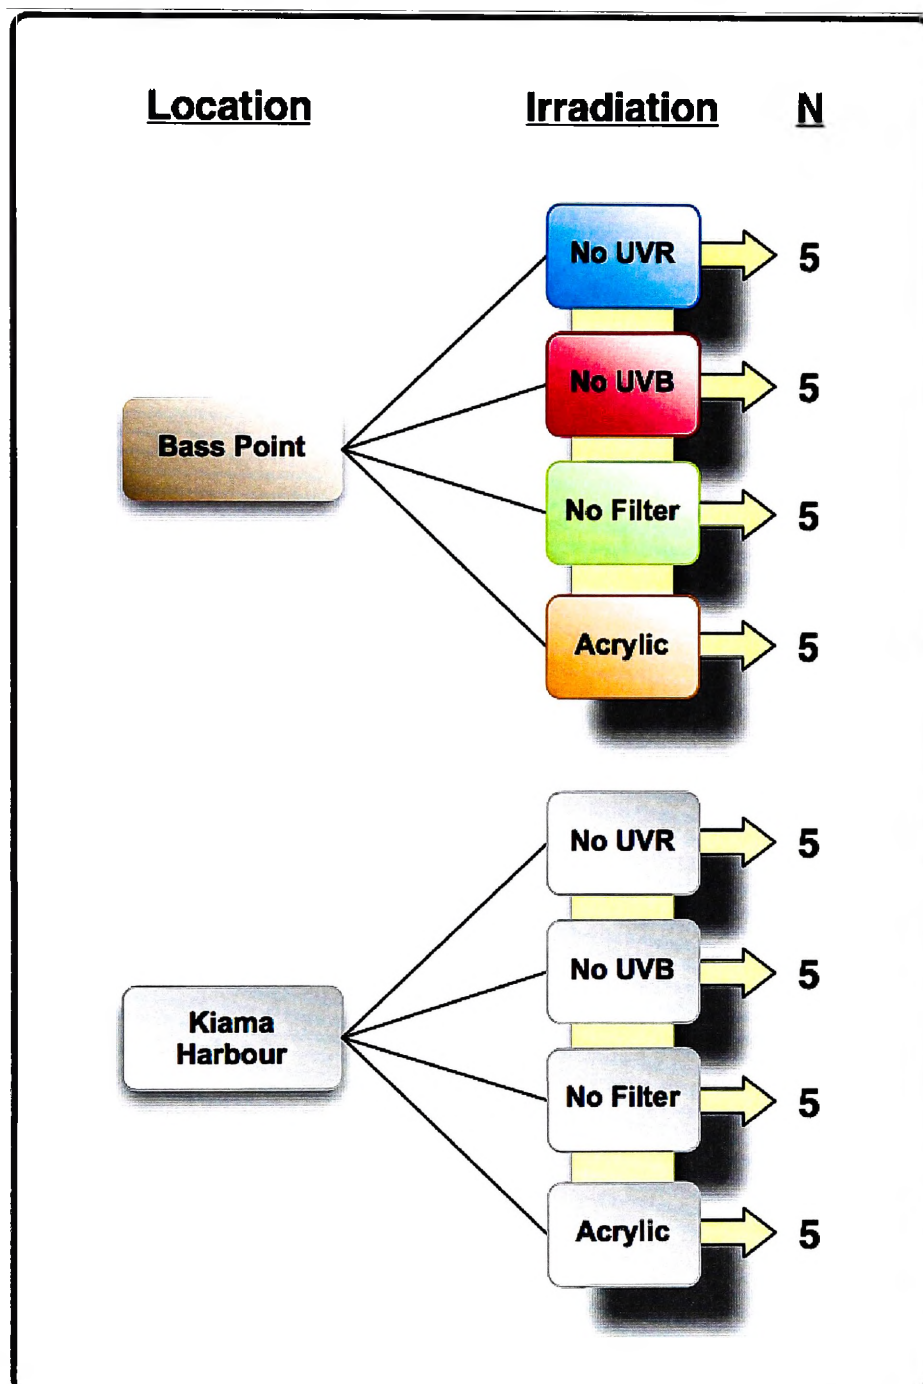 Location Irradiation N
No UVR 5
No UVB 5
Bass Point
No Filter 5
Acrylic 5
No UVR 5
No UVB 5
Kiama
Harbour
No Filter 5
Acrylic 5